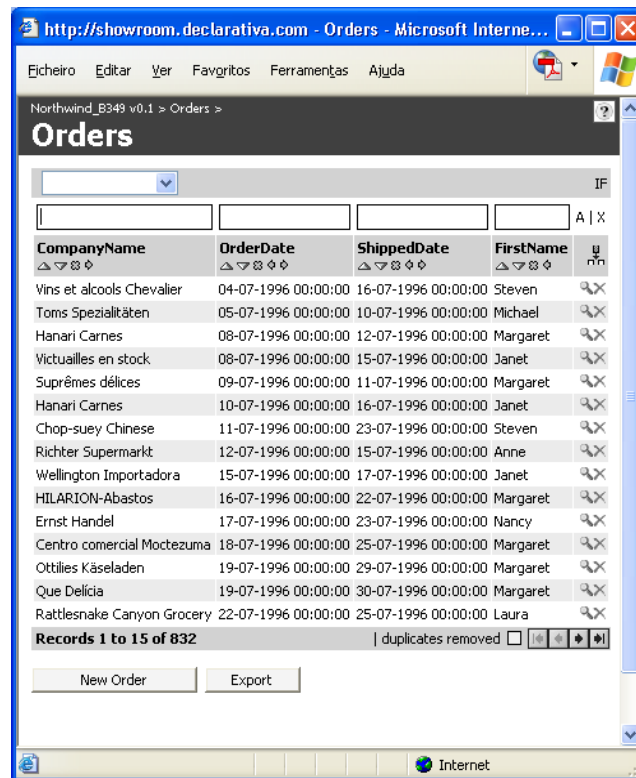 http://showroom.declarativa.com - Orders - Microsoft Interne...
Ficheiro Editar Ver Favoritos Ferramentas Ajuda
Northwind_B349 v0.1 > Orders >
?
Orders
IF
A | X
CompanyName OrderDate ShippedDate FirstName
Vins et alcools Chevalier 04-07-1996 00:00:00 16-07-1996 00:00:00 Steven
Toms Spezialitäten 05-07-1996 00:00:00 10-07-1996 00:00:00 Michael
Hanari Carnes 08-07-1996 00:00:00 12-07-1996 00:00:00 Margaret
Victuailles en stock 08-07-1996 00:00:00 15-07-1996 00:00:00 Janet
Suprêmes délices 09-07-1996 00:00:00 11-07-1996 00:00:00 Margaret
Hanari Carnes 10-07-1996 00:00:00 16-07-1996 00:00:00 Janet
Chop-suey Chinese 11-07-1996 00:00:00 23-07-1996 00:00:00 Steven
Richter Supermarkt 12-07-1996 00:00:00 15-07-1996 00:00:00 Anne
Wellington Importadora 15-07-1996 00:00:00 17-07-1996 00:00:00 Janet
HILARION-Abastos 16-07-1996 00:00:00 22-07-1996 00:00:00 Margaret
Ernst Handel 17-07-1996 00:00:00 23-07-1996 00:00:00 Nancy
Centro comercial Moctezuma 18-07-1996 00:00:00 25-07-1996 00:00:00 Margaret
Ottilies Käseladen 19-07-1996 00:00:00 29-07-1996 00:00:00 Margaret
Que Delícia 19-07-1996 00:00:00 30-07-1996 00:00:00 Margaret
Rattlesnake Canyon Grocery 22-07-1996 00:00:00 25-07-1996 00:00:00 Laura
Records 1 to 15 of 832 | duplicates removed
New Order Export
Internet